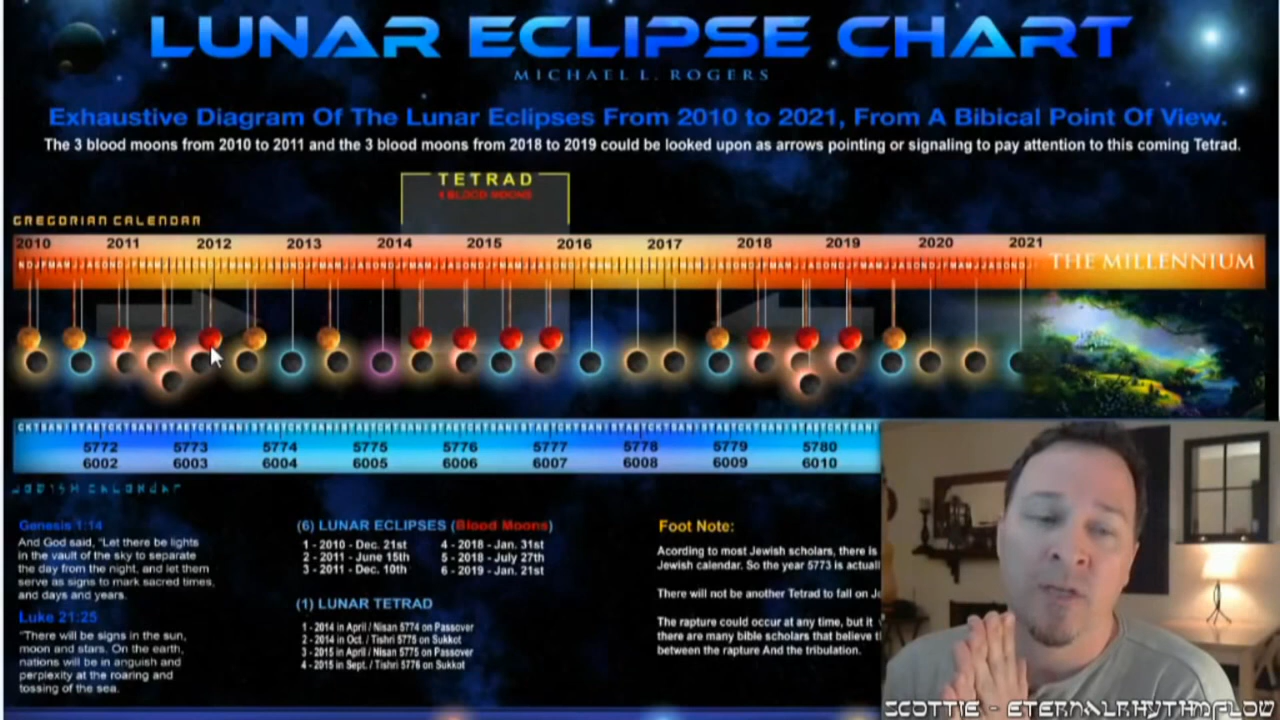 LUNAR ECLIPSE CHART
MICHAEL L. ROGERS
Exhaustive Diagram Of The Lunar Eclipses From 2010 to 2021, From A Bibical Point Of View.
The 3 blood moons from 2010 to 2011 and the 3 blood moons from 2018 to 2019 could be looked upon as arrows pointing or signaling to pay attention to this coming Tetrad.
TETRAD
4 BLOOD MOONS
GREGORIAN CALENDAR
2010 2011 2012 2013 2014 2015 2016 2017 2018 2019 2020 2021
THE MILLENNIUM
5772 5773 5774 5775 5776 5777 5778 5779 5780
6002 6003 6004 6005 6006 6007 6008 6009 6010
JEWISH CALENDAR
Genesis 1:14
And God said, "Let there be lights
in the vault of the sky to separate
the day from the night, and let them
serve as signs to mark sacred times,
and days and years.
Luke 21:25
"There will be signs in the sun,
moon and stars. On the earth,
nations will be in anguish and
perplexity at the roaring and
tossing of the sea.
(6) LUNAR ECLIPSES (Blood Moons)
1 - 2010 - Dec. 21st 4 - 2018 - Jan. 31st
2 - 2011 - June 15th 5 - 2018 - July 27th
3 - 2011 - Dec. 10th 6 - 2019 - Jan. 21st
(1) LUNAR TETRAD
1 - 2014 in April / Nisan 5774 on Passover
2 - 2014 in Oct. / Tishri 5775 on Sukkot
3 - 2015 in April / Nisan 5775 on Passover
4 - 2015 in Sept. / Tishri 5776 on Sukkot
Foot Note:
Acording to most Jewish scholars, there is
Jewish calendar. So the year 5773 is actual
There will not be another Tetrad to fall on
The rapture could occur at any time, but it
there are many bible scholars that believe
between the rapture And the tribulation.
SCOTTIE - ETERNALRHYTHMFLOW